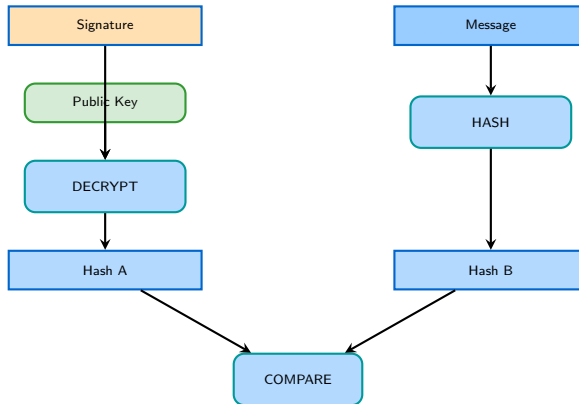 Signature
Message
Public Key
HASH
DECRYPT
Hash A
Hash B
COMPARE